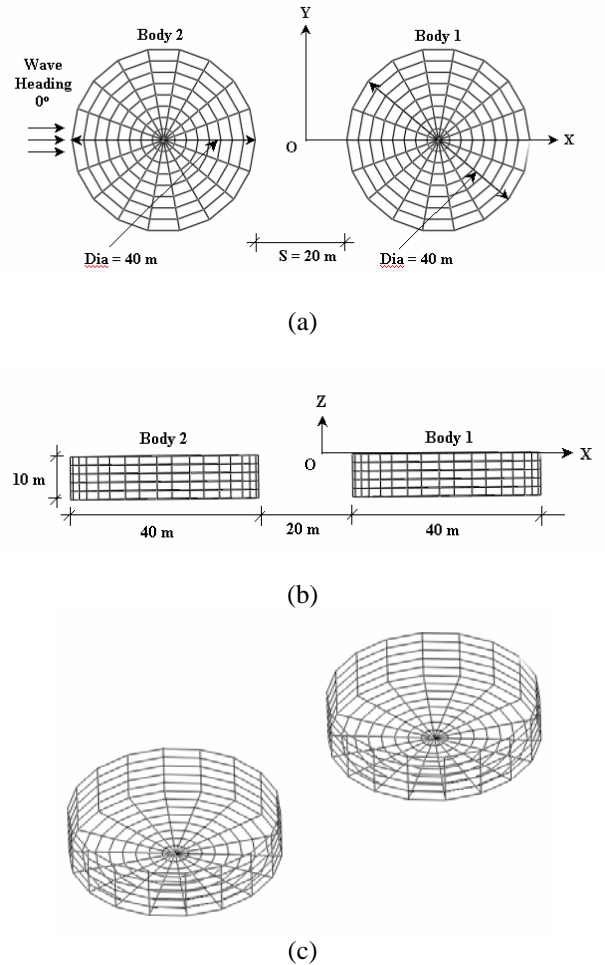 Y
Body 2
Body 1
Wave
Heading
0°
O
X
S = 20 m
Dia = 40 m
Dia = 40 m
(a)
Z
Body 2
Body 1
O
X
10 m
40 m
20 m
40 m
(b)
(c)